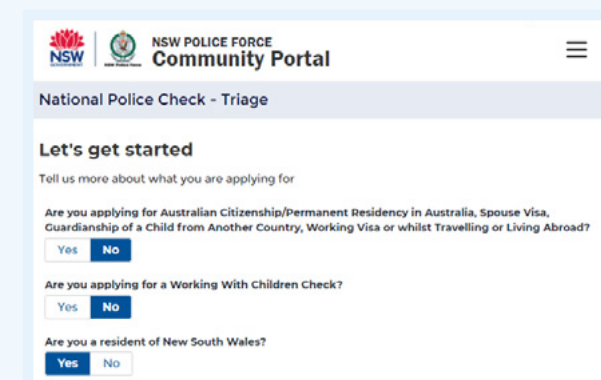 NSW
GOVERNMENT
NSW POLICE FORCE
Community Portal
National Police Check - Triage
Let's get started
Tell us more about what you are applying for
Are you applying for Australian Citizenship/Permanent Residency in Australia, Spouse Visa,
Guardianship of a Child from Another Country, Working Visa or whilst Travelling or Living Abroad?
Yes No
Are you applying for a Working With Children Check?
Yes No
Are you a resident of New South Wales?
Yes No